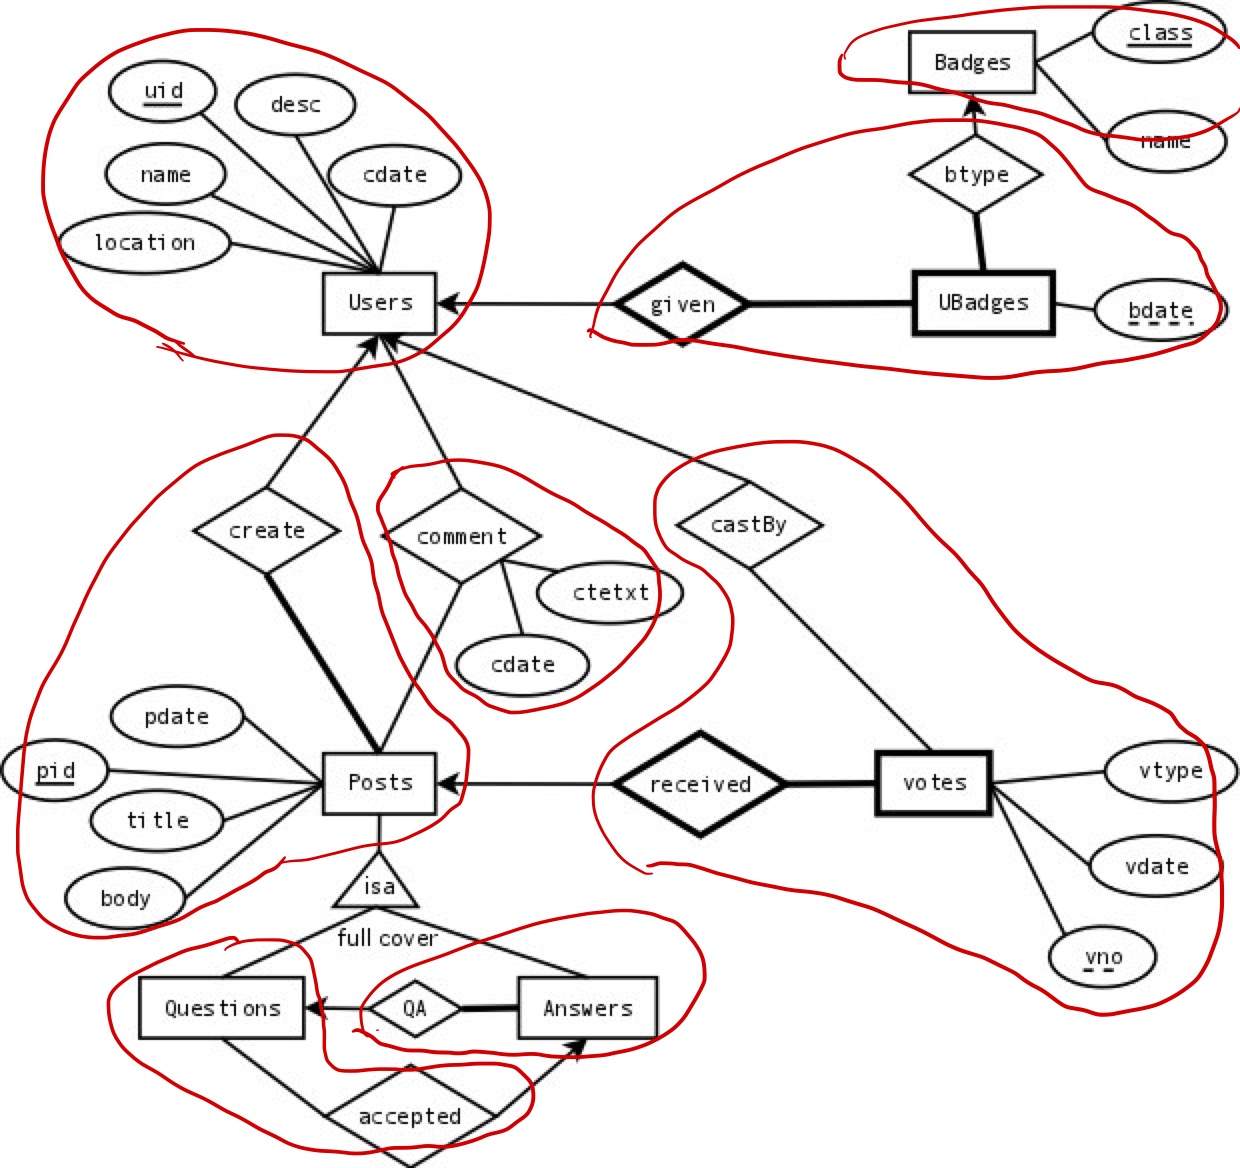 class
Badges
uid
desc
name
btype
name
cdate
location
Users
given
UBadges
bdate
create
comment
castBy
ctetxt
cdate
pdate
pid
Posts
received
votes
vtype
title
vdate
isa
body
full cover
vno
Questions
QA
Answers
accepted